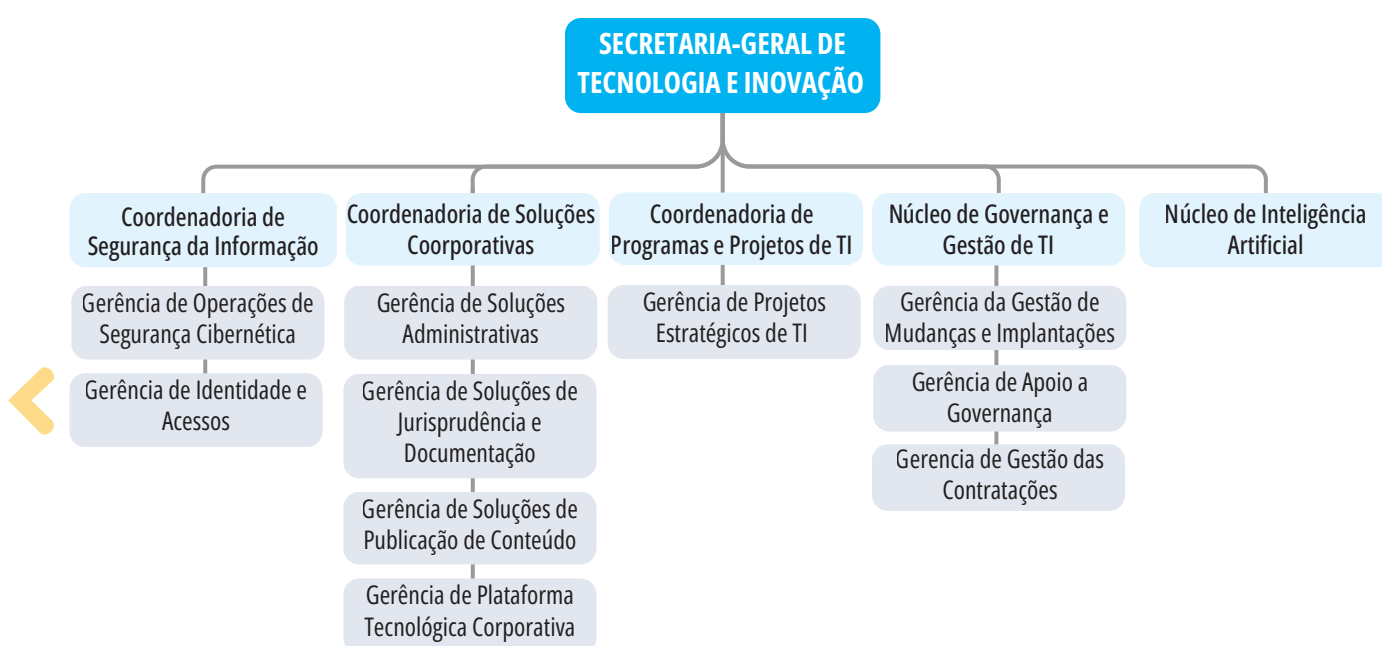 SECRETARIA-GERAL DE
TECNOLOGIA E INOVAÇÃO
Coordenadoria de
Segurança da Informação
Gerência de Operações de
Segurança Cibernética
Gerência de Identidade e
Acessos
Coordenadoria de Soluções
Coorporativas
Gerência de Soluções
Administrativas
Gerência de Soluções de
Jurisprudência e
Documentação
Gerência de Soluções de
Publicação de Conteúdo
Gerência de Plataforma
Tecnológica Corporativa
Coordenadoria de
Programas e Projetos de TI
Gerência de Projetos
Estratégicos de TI
Núcleo de Governança e
Gestão de TI
Gerência da Gestão de
Mudanças e Implantações
Gerência de Apoio a
Governança
Gerencia de Gestão das
Contratações
Núcleo de Inteligência
Artificial